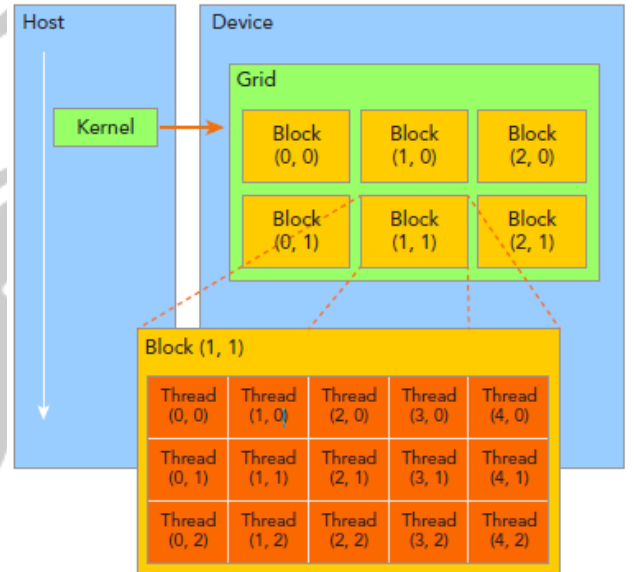 Host
Device
Grid
Kernel
Block Block Block
(0, 0) (1, 0) (2, 0)
Block Block Block
(0, 1) (1, 1) (2, 1)
Block (1, 1)
Thread Thread Thread Thread Thread
(0, 0) (1, 0) (2, 0) (3, 0) (4, 0)
Thread Thread Thread Thread Thread
(0, 1) (1, 1) (2, 1) (3, 1) (4, 1)
Thread Thread Thread Thread Thread
(0, 2) (1, 2) (2, 2) (3, 2) (4, 2)